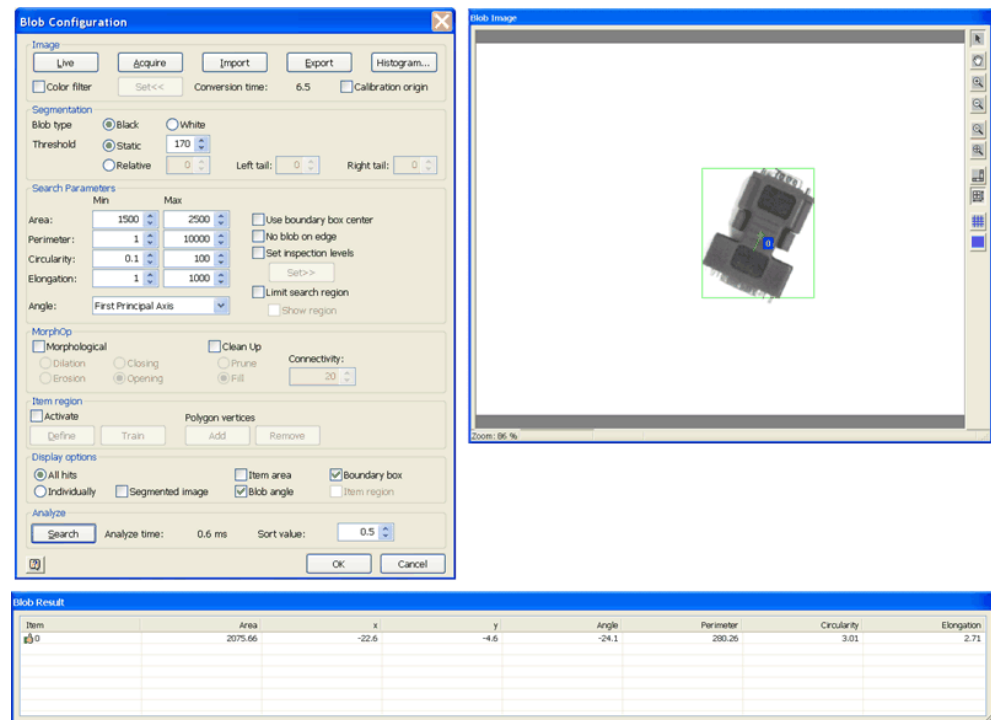 Blob Configuration
Image
Live Acquire Import Export Histogram...
Color filter Set<< Conversion time: 6.5 Calibration origin
Segmentation
Blob type Black White
Threshold Static 170
Relative 0 Left tail: 0 Right tail: 0
Search Parameters
Min Max
Area: 1500 2500 Use boundary box center
Perimeter: 1 10000 No blob on edge
Circularity: 0.1 100 Set inspection levels
Elongation: 1 1000 Set>>
Limit search region
Angle: First Principal Axis Show region
MorphOp
Morphological Clean Up
Dilation Closing Prune Connectivity:
Erosion Opening Fill 20
Item region
Activate Polygon vertices
Define Train Add Remove
Display options
All hits Item area Boundary box
Individually Segmented image Blob angle Item region
Analyze
Search Analyze time: 0.6 ms Sort value: 0.5
OK Cancel
Blob Image
0
Zoom: 86 %
Blob Result
Item Area x y Angle Perimeter Circularity Elongation
0 2075.66 -22.6 -4.6 -24.1 280.26 3.01 2.71